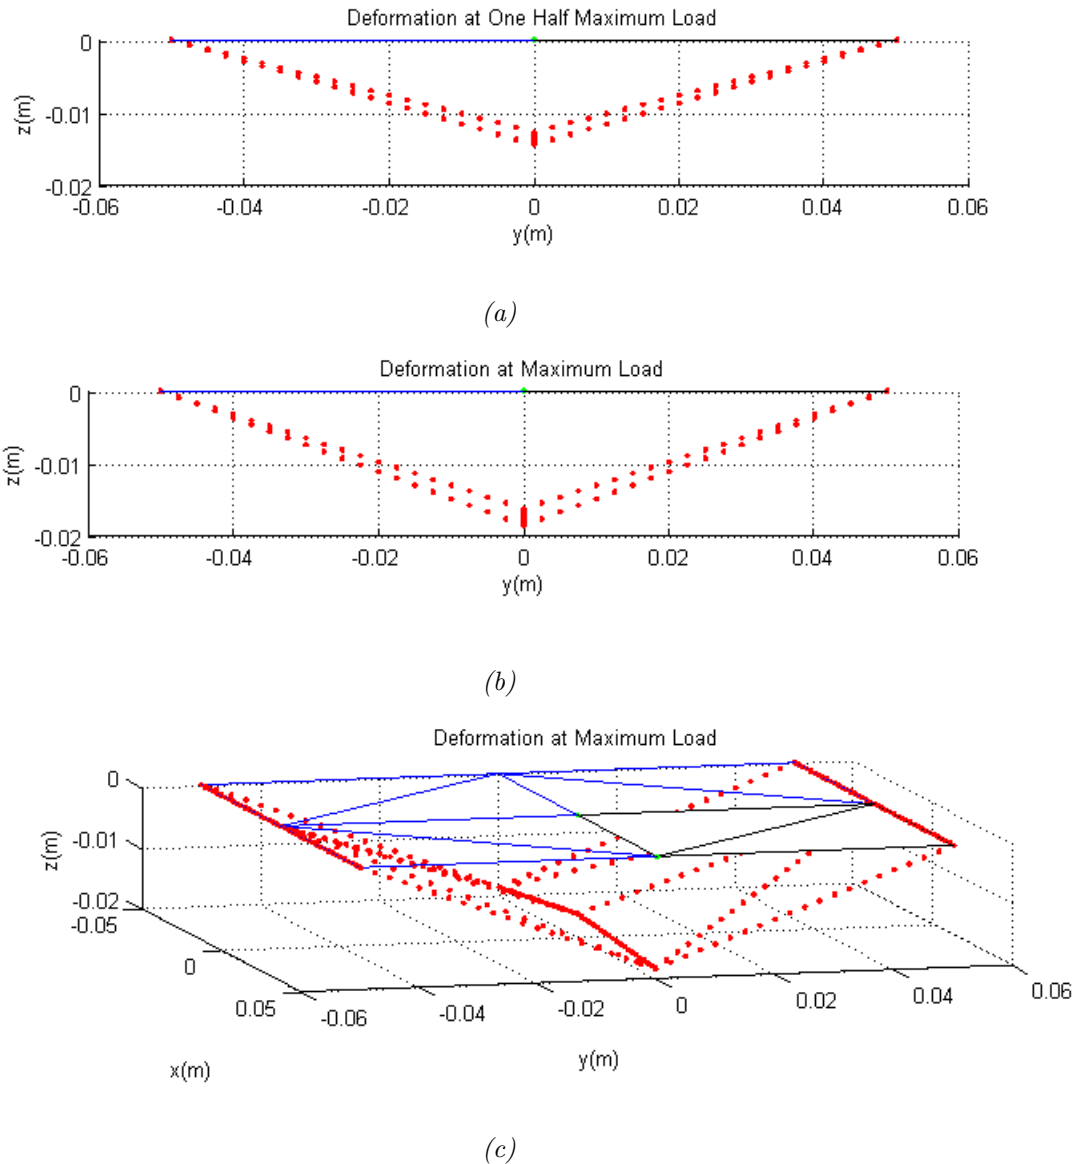 Deformation at One Half Maximum Load
0
-0.01
-0.02
z(m)
-0.06 -0.04 -0.02 0 0.02 0.04 0.06
y(m)
(a)
Deformation at Maximum Load
0
-0.01
-0.02
z(m)
-0.06 -0.04 -0.02 0 0.02 0.04 0.06
y(m)
(b)
Deformation at Maximum Load
0
-0.01
-0.02
z(m)
-0.05
0
0.05
-0.06 -0.04 -0.02 0 0.02 0.04 0.06
x(m)
y(m)
(c)